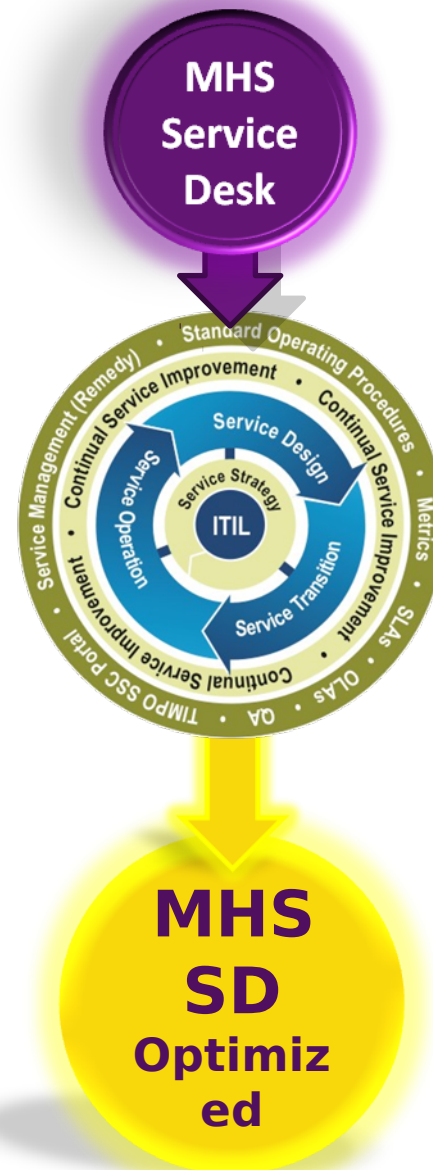 MHS
Service
Desk
Service Management (Remedy) • Standard Operating Procedures • Metrics • SLAs • OLAs • QA • TIMPO SSC Portal •
Continual Service Improvement • Continual Service Improvement • Continual Service Improvement •
Service Design
Service Transition
Service Operation
Service Strategy
ITIL
MHS
SD
Optimiz
ed